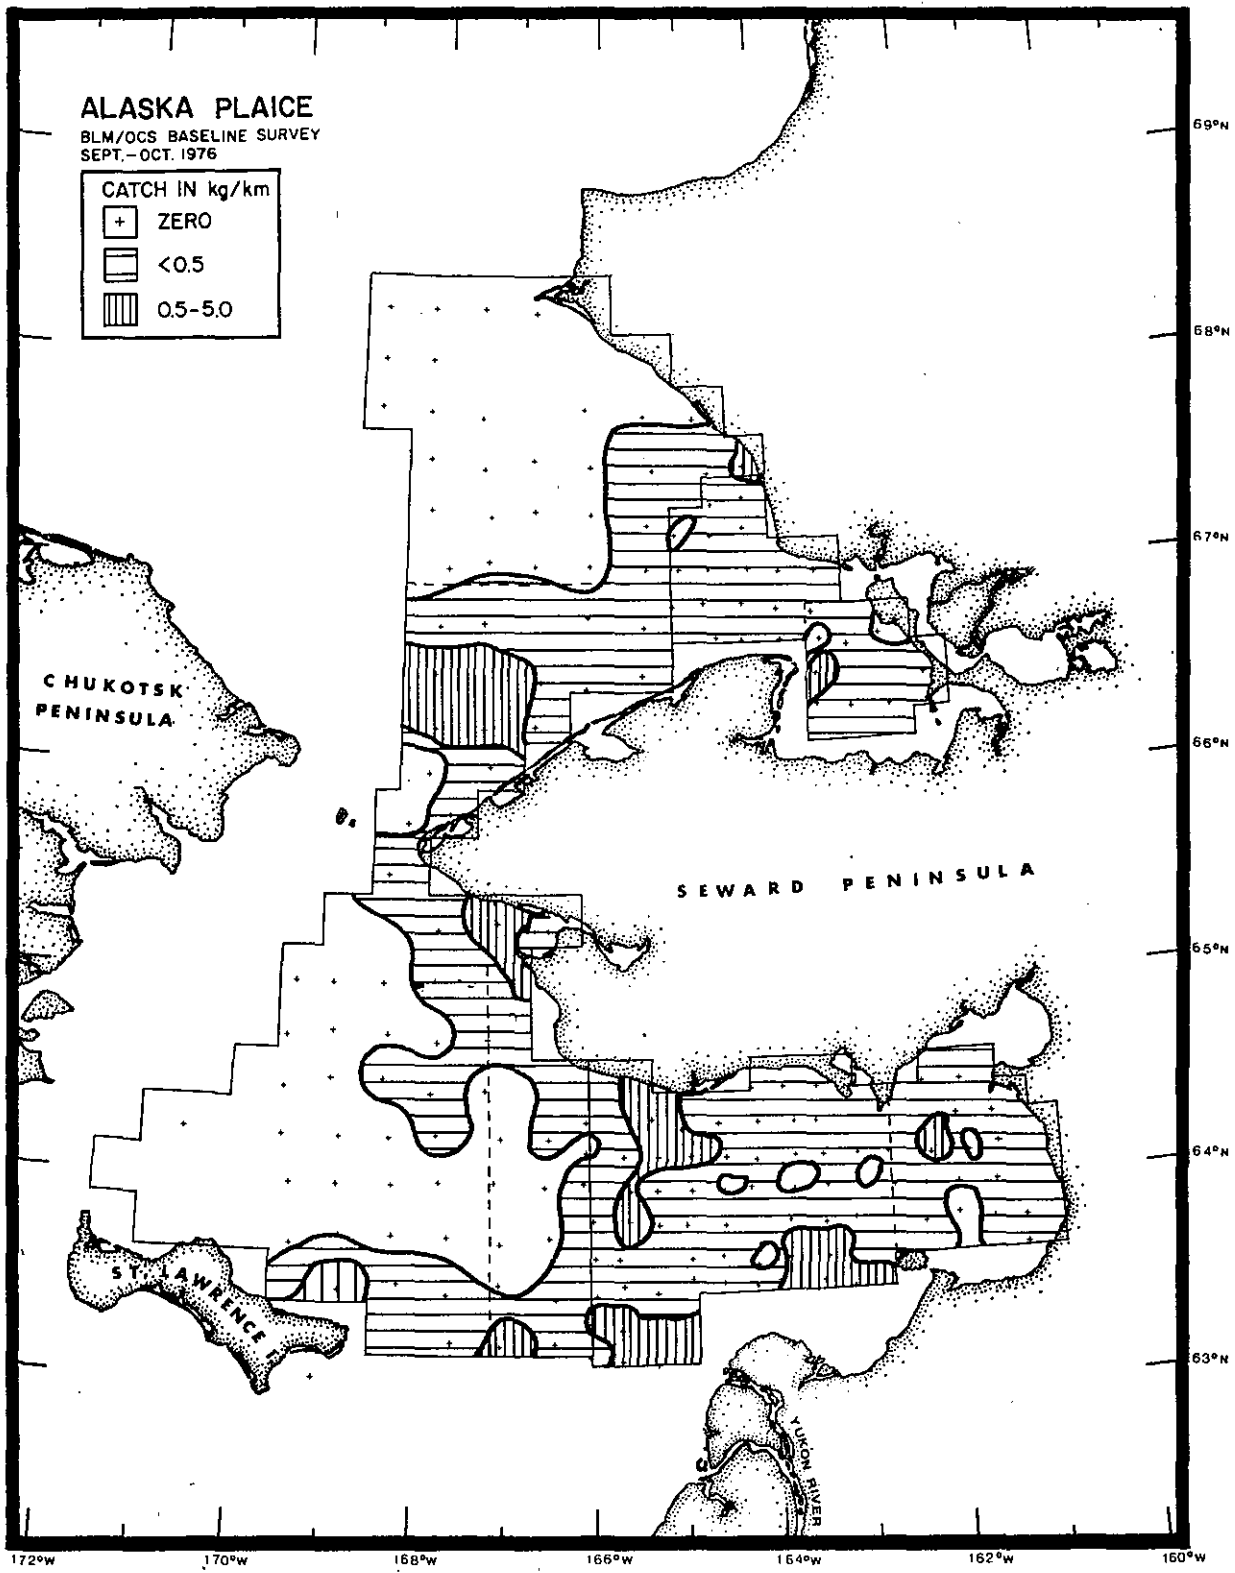 ALASKA PLAICE
BLM/OCS BASELINE SURVEY
SEPT.-OCT. 1976
CATCH IN kg/km
+ ZERO
<0.5
0.5-5.0
69°N
68°N
67°N
66°N
65°N
64°N
63°N
CHUKOTSK
PENINSULA
SEWARD PENINSULA
ST. LAWRENCE I.
YUKON RIVER
172°W
170°W
168°W
166°W
164°W
162°W
160°W